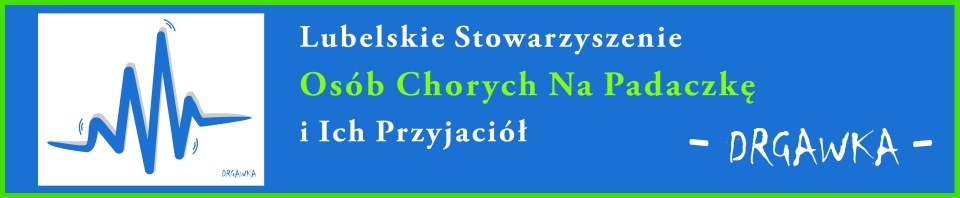 Lubelskie Stowarzyszenie
Osób Chorych Na Padaczkę
i Ich Przyjaciół
- DRGAWKA -
DRGAWKA